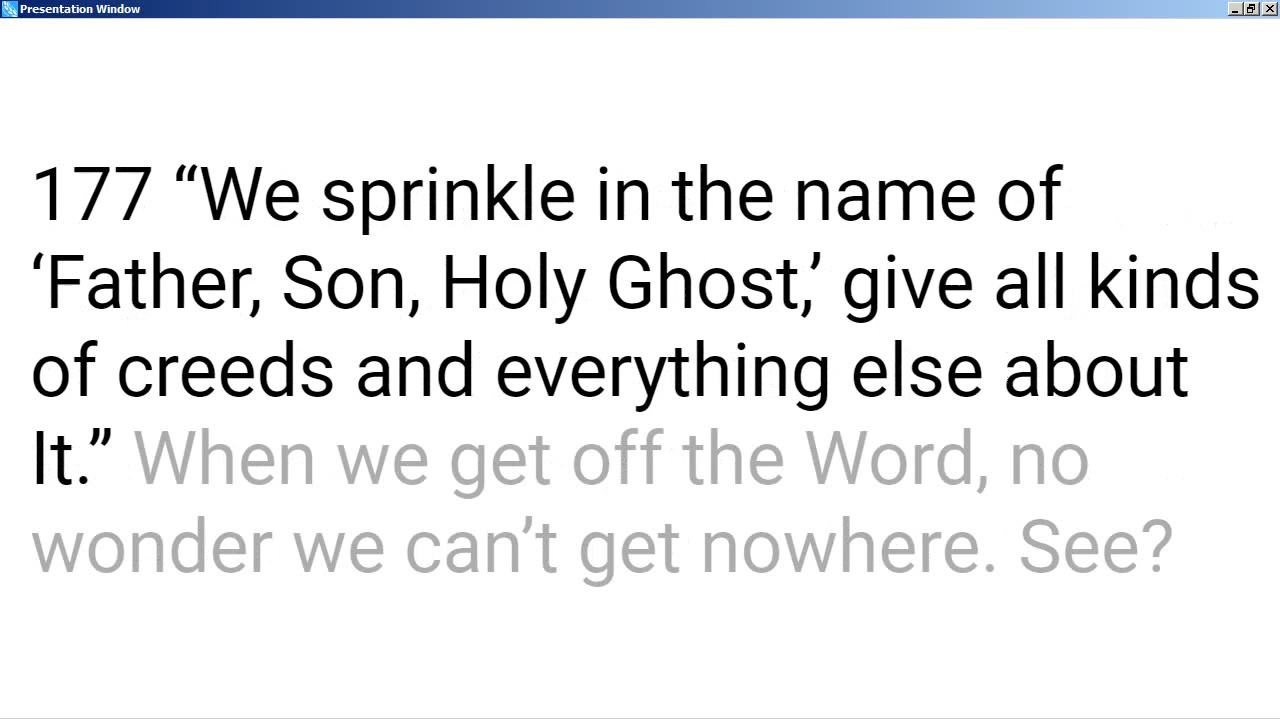 Presentation Window
177 “We sprinkle in the name of
‘Father, Son, Holy Ghost,’ give all kinds
of creeds and everything else about
It.” When we get off the Word, no
wonder we can’t get nowhere. See?